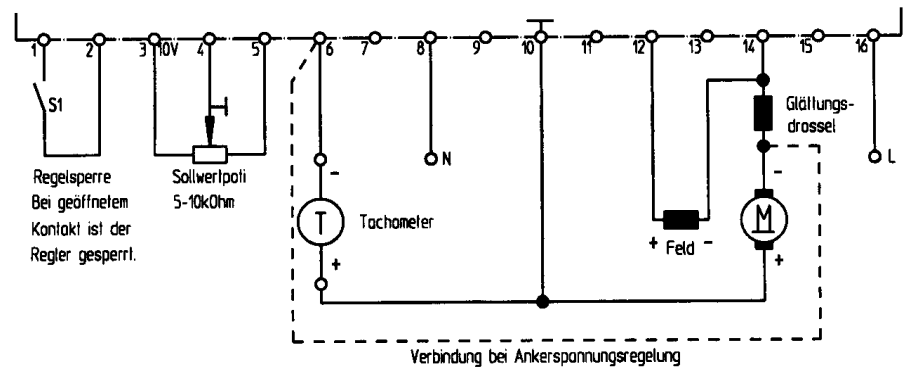 1 2 3 10V 4 5 6 7 8 9 10 11 12 13 14 15 16
S1
Regelsperre
Bei geöffnetem
Kontakt ist der
Regler gesperrt.
Sollwertpoti
5-10kOhm
-
T
Tachometer
+
N
+ Feld -
Glättungs-
drossel
-
M
+
L
Verbindung bei Ankerspannungsregelung